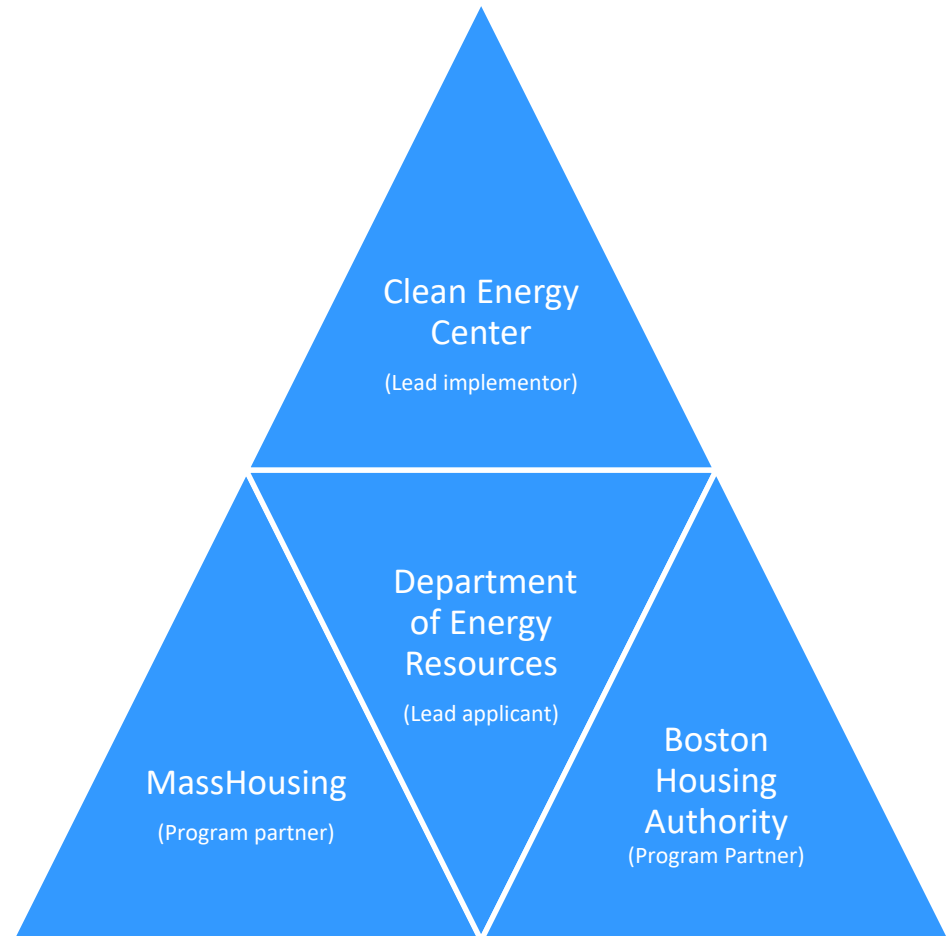 Clean Energy
Center
(Lead implementor)
Department
of Energy
Resources
(Lead applicant)
MassHousing
(Program partner)
Boston
Housing
Authority
(Program Partner)